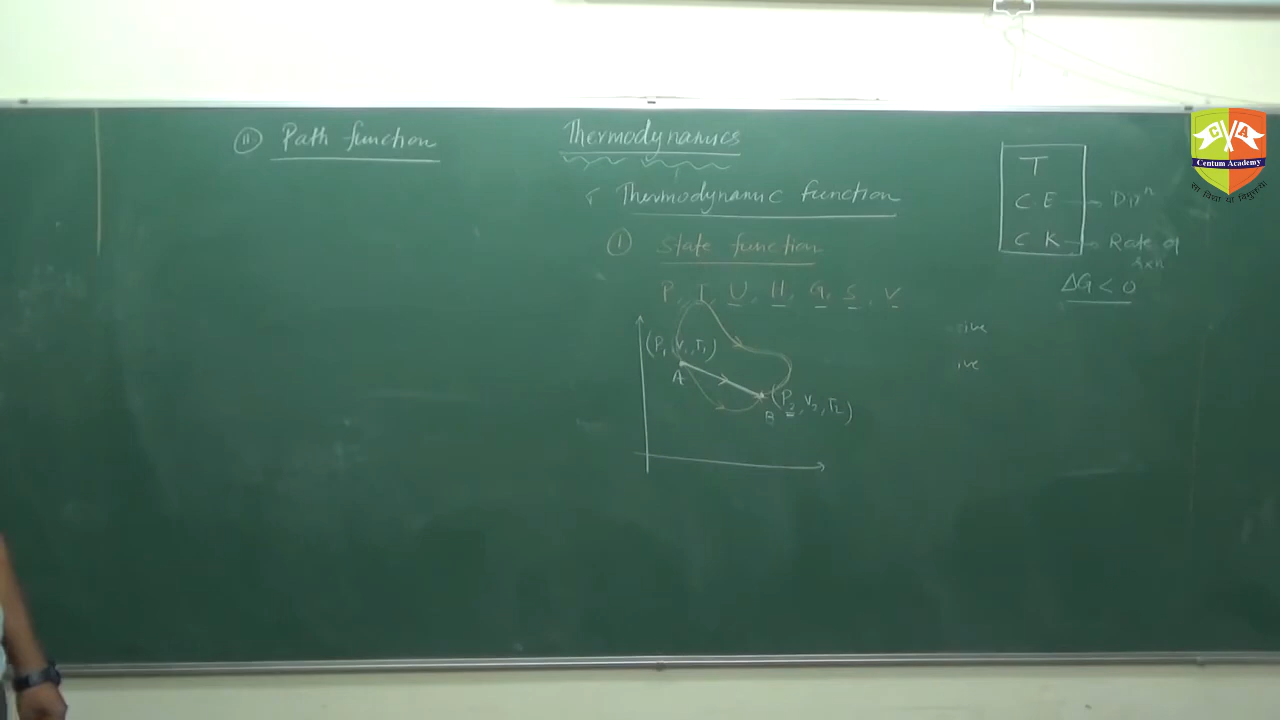 (II) Path function
Thermodynamics
Thermodynamic function
(I) State function
P, T, U, H, G, S, V
(P₁, V₁, T₁)
A
B
(P₂, V₂, T₂)
T
C E → Dirⁿ
C K → Rate of
rxn
ΔG < 0
ive
ive
C A
Centum Academy
सा विद्या या विमुक्तये